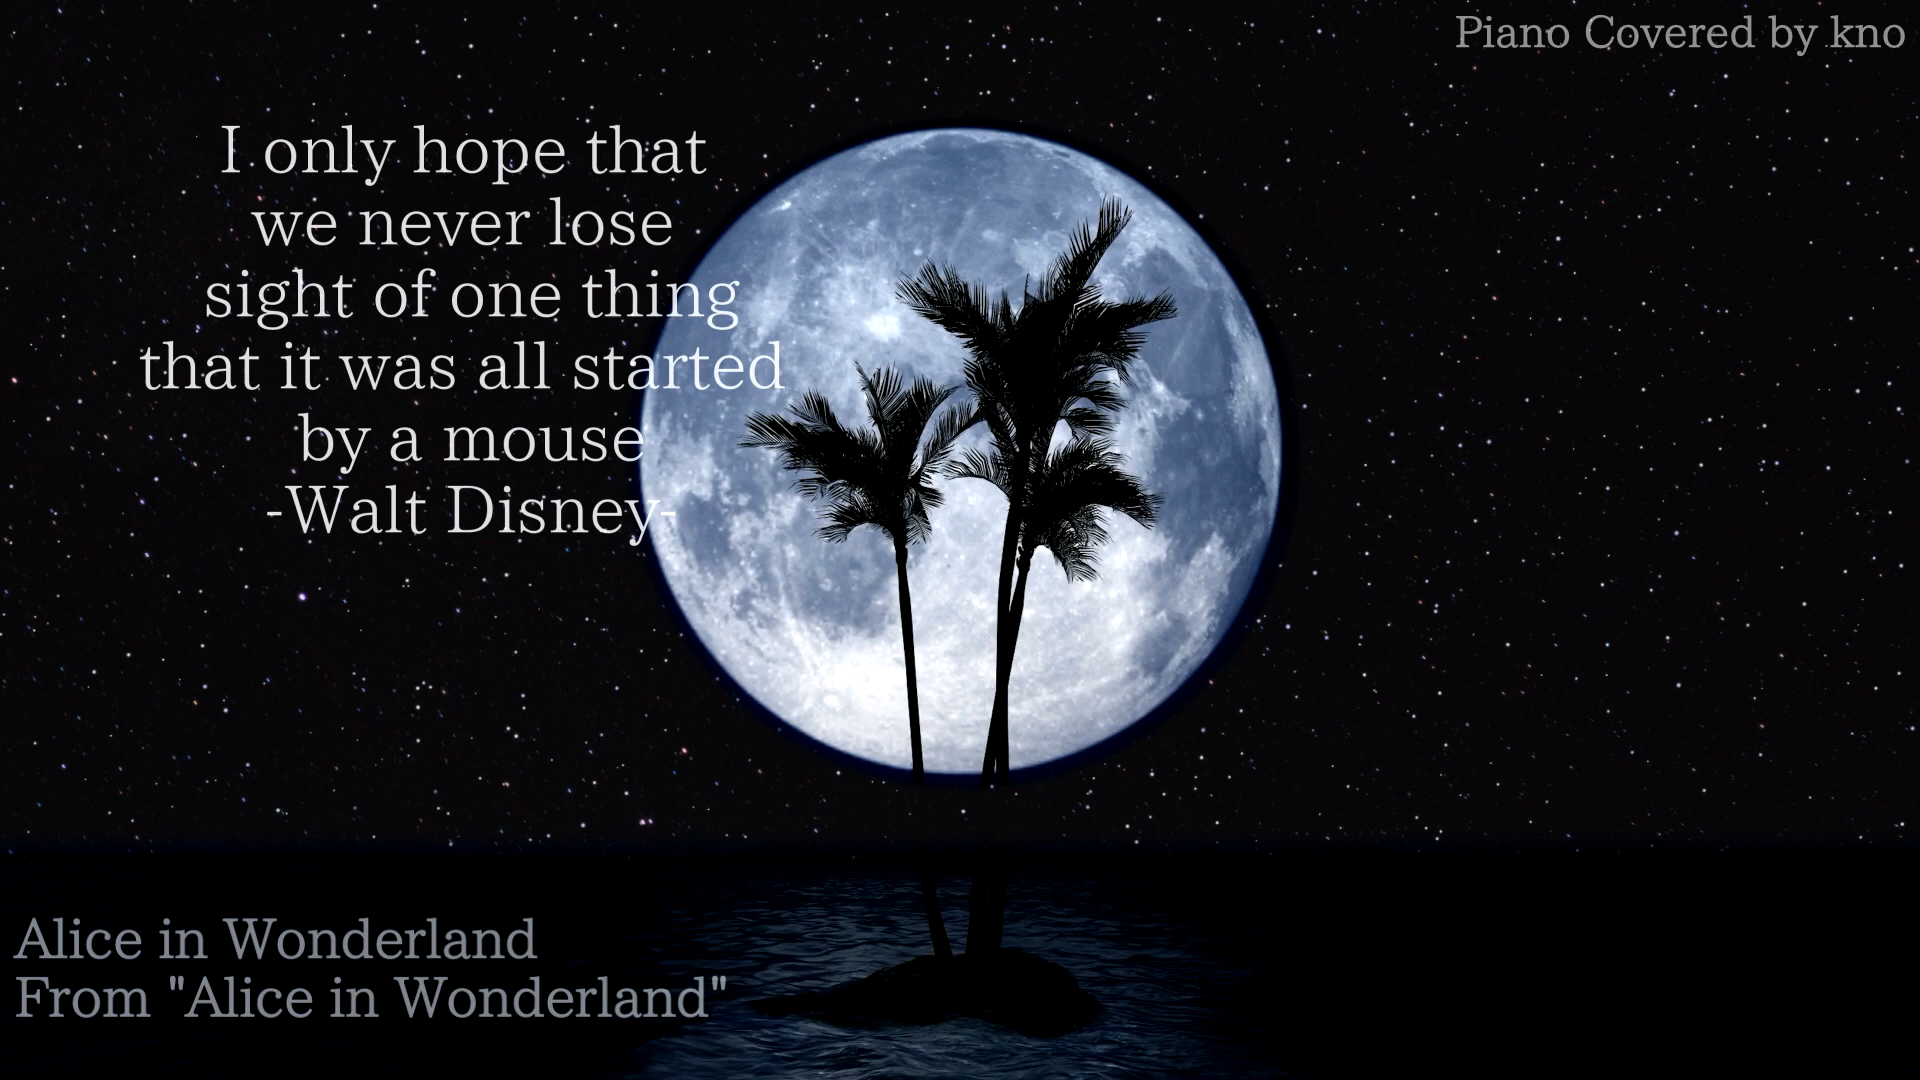 Piano Covered by kno
I only hope that
we never lose
sight of one thing
that it was all started
by a mouse
-Walt Disney-
Alice in Wonderland
From "Alice in Wonderland"